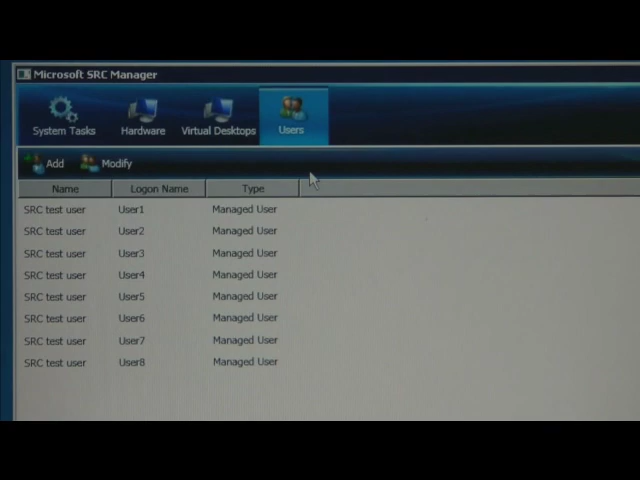 Microsoft SRC Manager
System Tasks Hardware Virtual Desktops Users
Add Modify
Name Logon Name Type
SRC test user User1 Managed User
SRC test user User2 Managed User
SRC test user User3 Managed User
SRC test user User4 Managed User
SRC test user User5 Managed User
SRC test user User6 Managed User
SRC test user User7 Managed User
SRC test user User8 Managed User